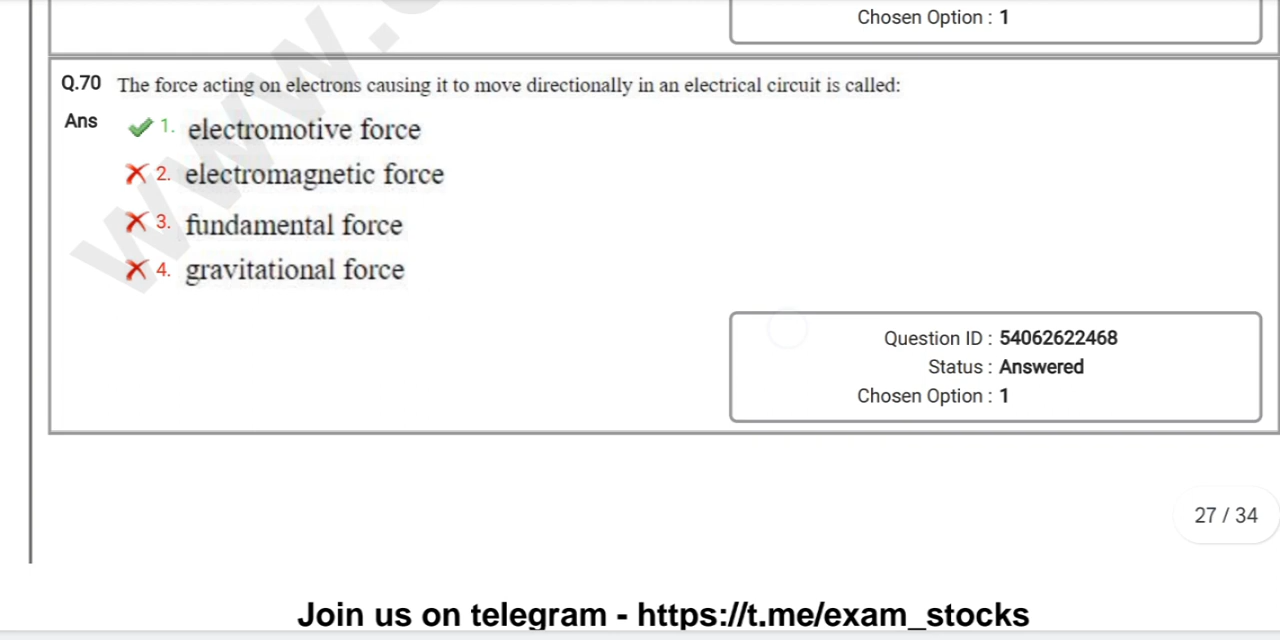 Chosen Option : 1
Q.70 The force acting on electrons causing it to move directionally in an electrical circuit is called:
Ans 1. electromotive force
2. electromagnetic force
3. fundamental force
4. gravitational force
Question ID : 54062622468
Status : Answered
Chosen Option : 1
27 / 34
Join us on telegram - https://t.me/exam_stocks
www.